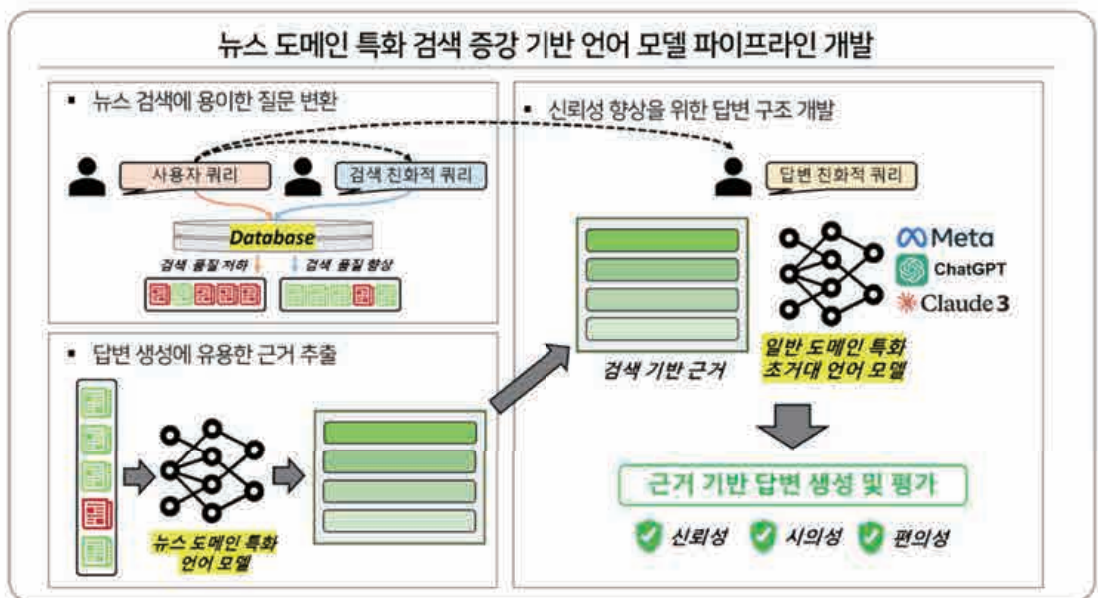 뉴스 도메인 특화 검색 증강 기반 언어 모델 파이프라인 개발
▪ 뉴스 검색에 용이한 질문 변환
사용자 쿼리
검색 친화적 쿼리
Database
검색 품질 저하
검색 품질 향상
▪ 답변 생성에 유용한 근거 추출
뉴스 도메인 특화
언어 모델
▪ 신뢰성 향상을 위한 답변 구조 개발
답변 친화적 쿼리
검색 기반 근거
Meta
ChatGPT
Claude 3
일반 도메인 특화
초거대 언어 모델
근거 기반 답변 생성 및 평가
신뢰성
시의성
편의성